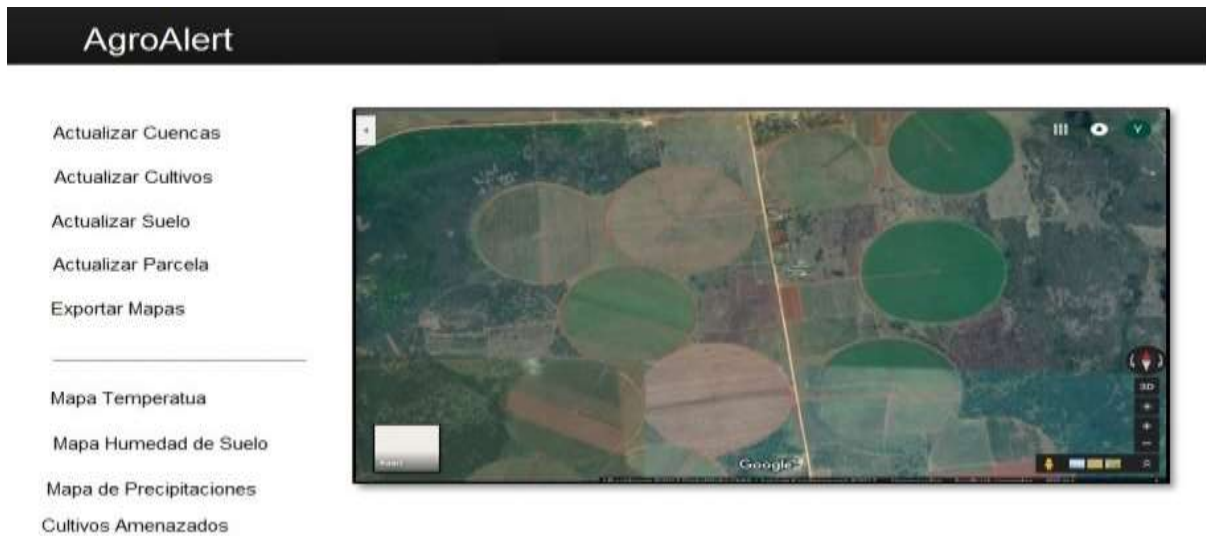 AgroAlert
Actualizar Cuencas
Actualizar Cultivos
Actualizar Suelo
Actualizar Parcela
Exportar Mapas
Mapa Temperatua
Mapa Humedad de Suelo
Mapa de Precipitaciones
Cultivos Amenazados
Y
3D
Google